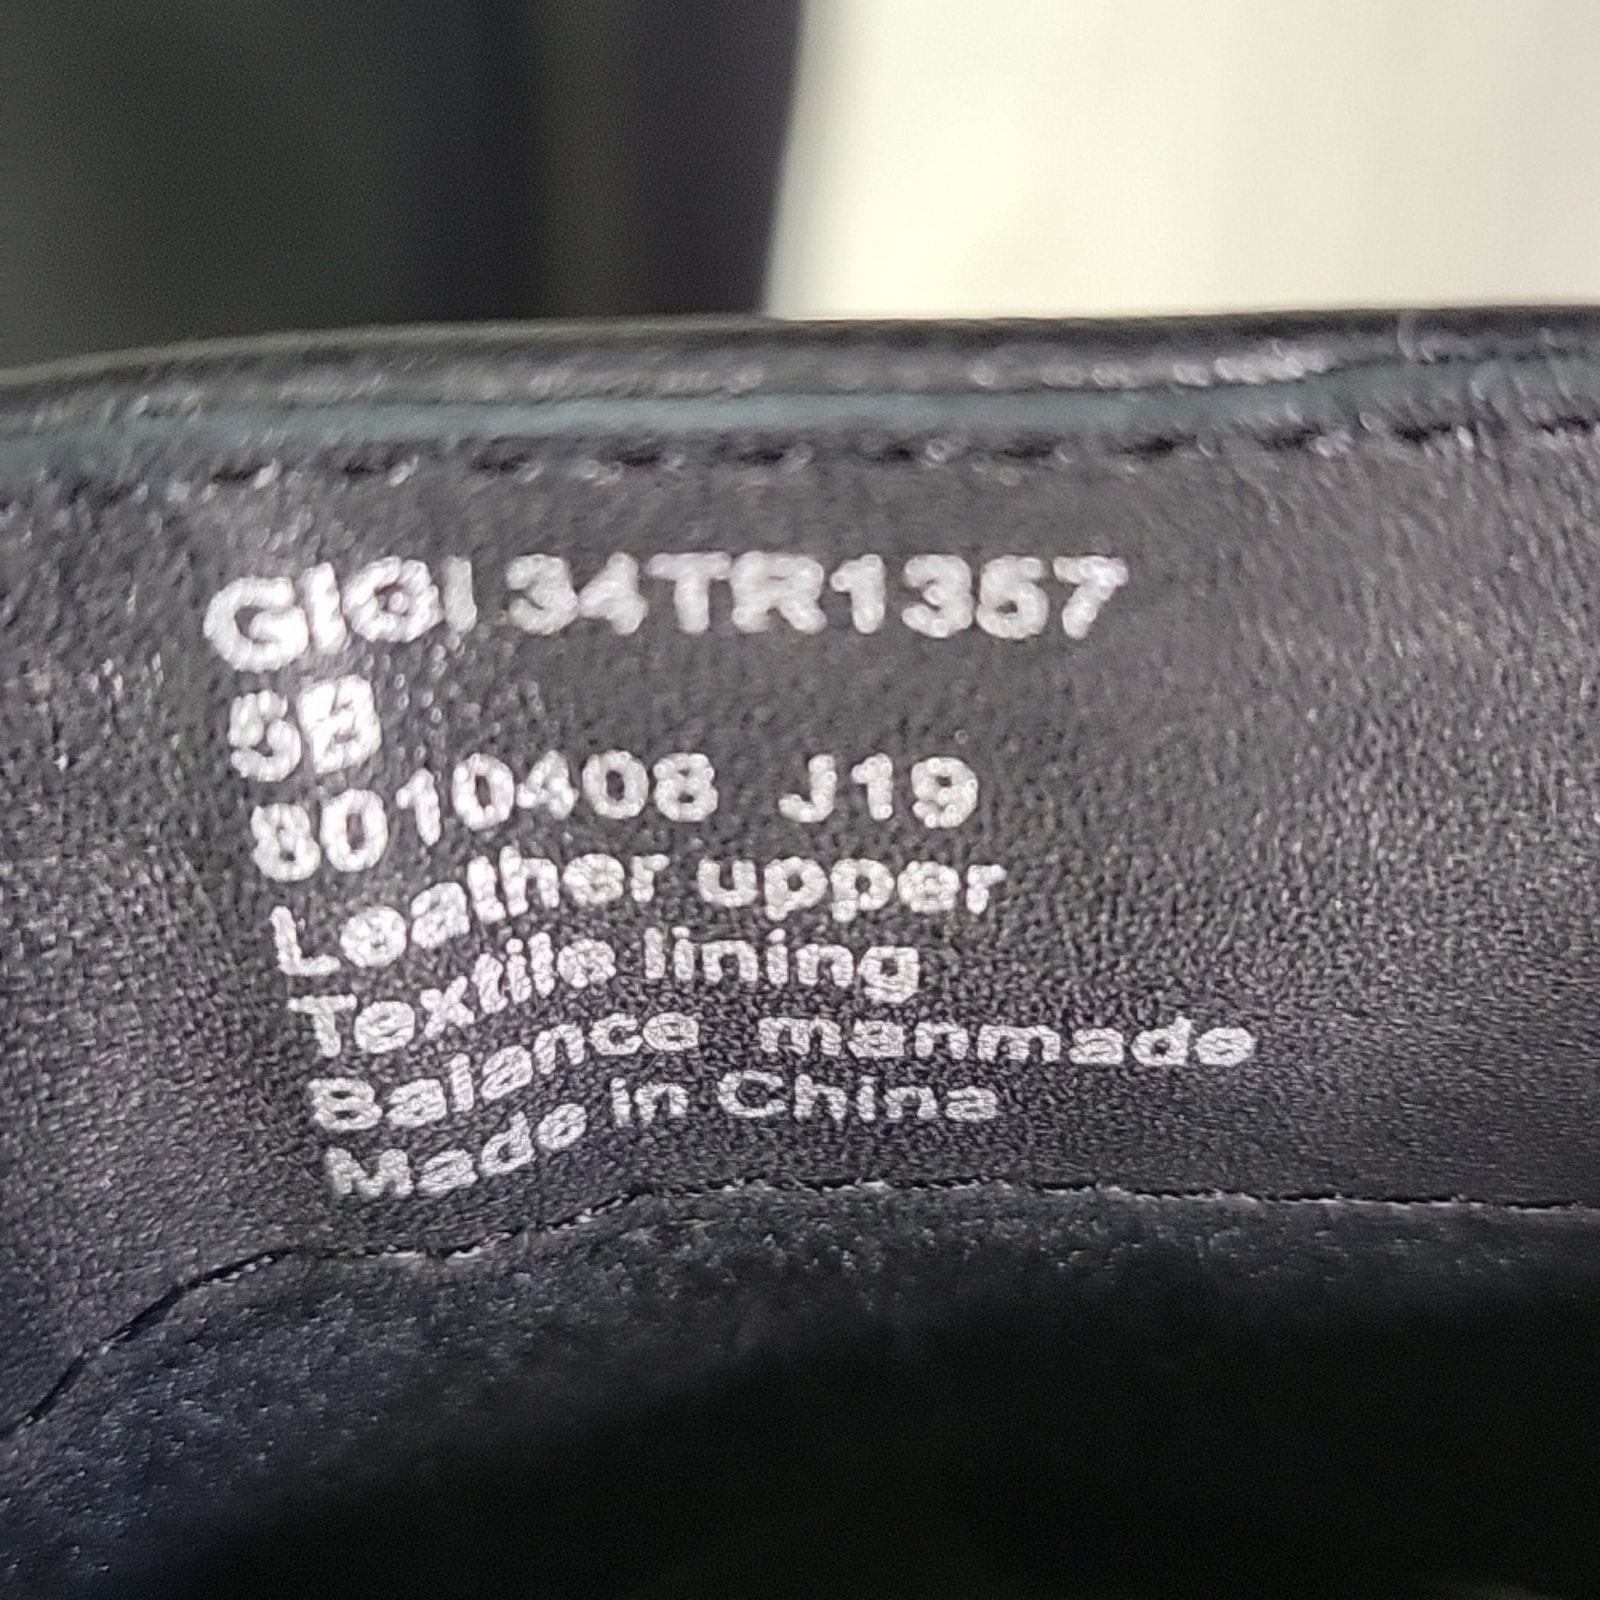 GIGI 34TR1357
5B
8010408 J19
Leather upper
Textile lining
Balance manmade
Made in China